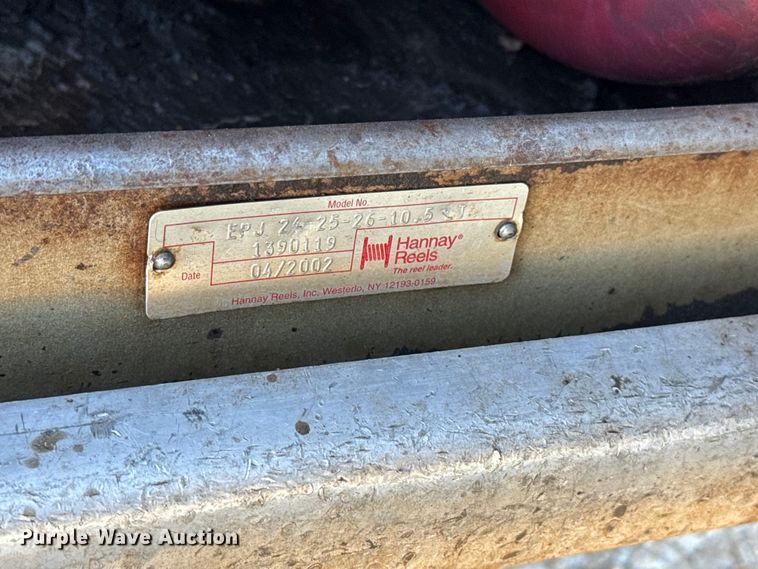 Model No.
EPJ 24-25-26-10.5 LT
1390119
Date 04/2002
Hannay®
Reels
The reel leader.
Hannay Reels, Inc. Westerlo, NY 12193-0159
Purple Wave Auction